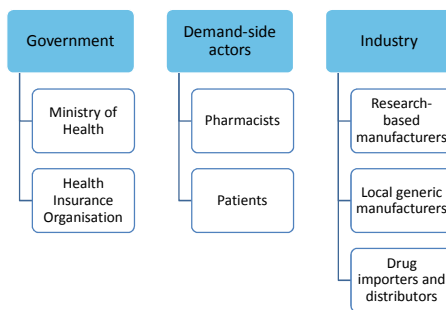 Government
Ministry of
Health
Health
Insurance
Organisation
Demand-side
actors
Pharmacists
Patients
Industry
Research-
based
manufacturers
Local generic
manufacturers
Drug
importers and
distributors